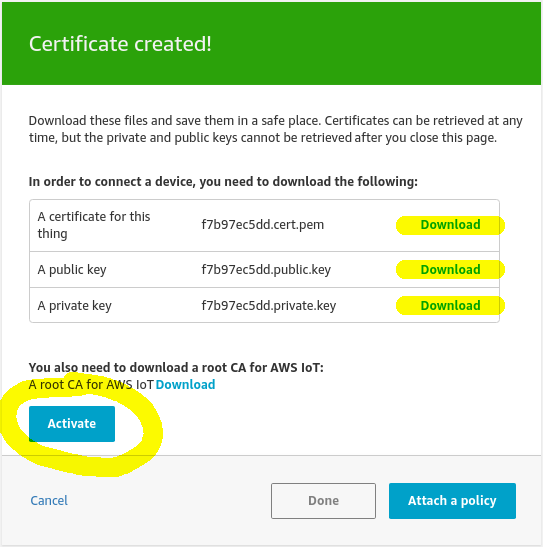 Certificate created!
Download these files and save them in a safe place. Certificates can be retrieved at any
time, but the private and public keys cannot be retrieved after you close this page.
In order to connect a device, you need to download the following:
A certificate for this
thing
f7b97ec5dd.cert.pem
Download
A public key
f7b97ec5dd.public.key
Download
A private key
f7b97ec5dd.private.key
Download
You also need to download a root CA for AWS IoT:
A root CA for AWS IoT Download
Activate
Cancel
Done
Attach a policy